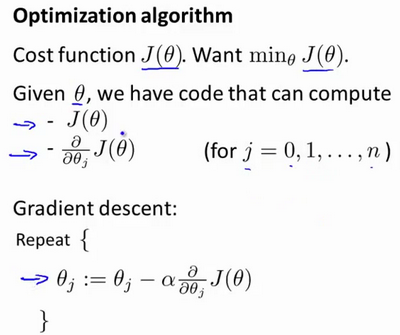 Optimization algorithm
Cost function J(θ). Want min_θ J(θ).
Given θ, we have code that can compute
- J(θ)
- ∂/∂θ_j J(θ) (for j = 0, 1, . . . , n )
Gradient descent:
Repeat {
θ_j := θ_j − α ∂/∂θ_j J(θ)
}